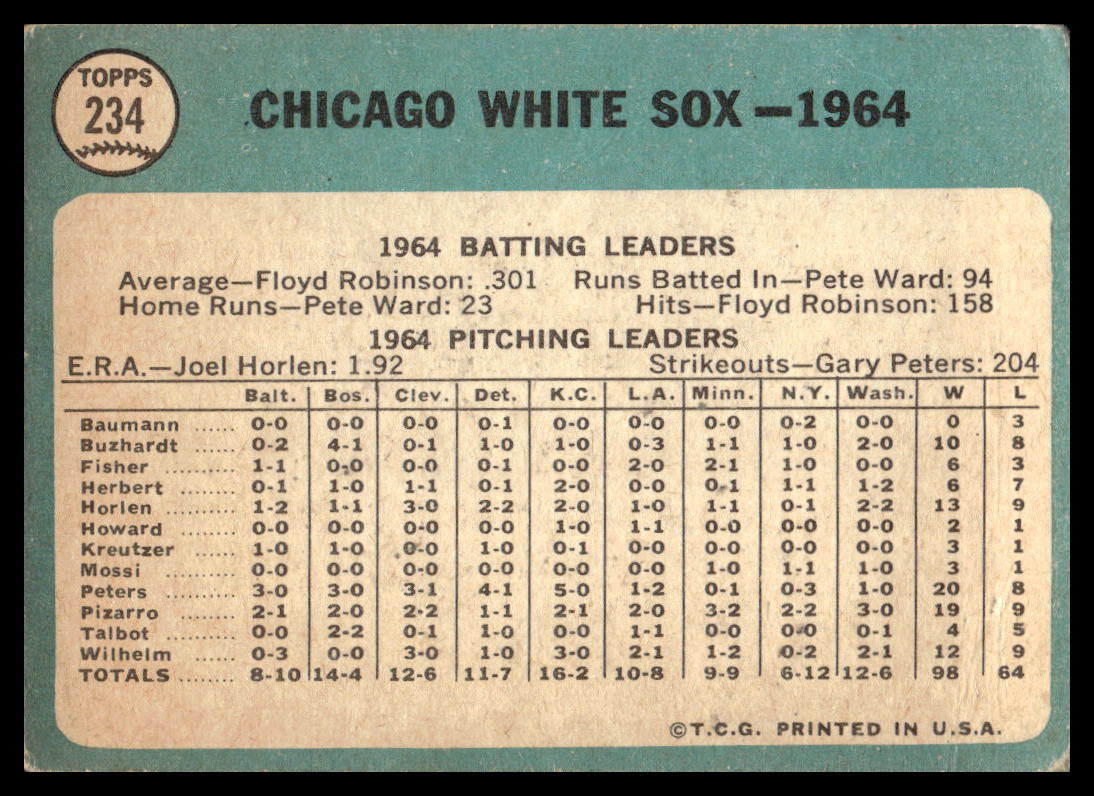 TOPPS
234
CHICAGO WHITE SOX—1964
1964 BATTING LEADERS
Average—Floyd Robinson: .301 Runs Batted In—Pete Ward: 94
Home Runs—Pete Ward: 23 Hits—Floyd Robinson: 158
1964 PITCHING LEADERS
E.R.A.—Joel Horlen: 1.92 Strikeouts—Gary Peters: 204
Balt. Bos. Clev. Det. K.C. L.A. Minn. N.Y. Wash. W L
Baumann ...... 0-0 0-0 0-0 0-1 0-0 0-0 0-0 0-2 0-0 0 3
Buzhardt ...... 0-2 4-1 0-1 1-0 1-0 0-3 1-1 1-0 2-0 10 8
Fisher .......... 1-1 0-0 0-0 0-1 0-0 2-0 2-1 1-0 0-0 6 3
Herbert ........ 0-1 1-0 1-1 0-1 2-0 0-0 0-1 1-1 1-2 6 7
Horlen .......... 1-2 1-1 3-0 2-2 2-0 1-0 1-1 0-1 2-2 13 9
Howard ........ 0-0 0-0 0-0 0-0 1-0 1-1 0-0 0-0 0-0 2 1
Kreutzer ...... 1-0 1-0 0-0 1-0 0-1 0-0 0-0 0-0 0-0 3 1
Mossi .......... 0-0 0-0 0-0 0-0 0-0 0-0 1-0 1-1 1-0 3 1
Peters .......... 3-0 3-0 3-1 4-1 5-0 1-2 0-1 0-3 1-0 20 8
Pizarro ........ 2-1 2-0 2-2 1-1 2-1 2-0 3-2 2-2 3-0 19 9
Talbot .......... 0-0 2-2 0-1 1-0 0-0 1-1 0-0 0-0 0-1 4 5
Wilhelm ...... 0-3 0-0 3-0 1-0 3-0 2-1 1-2 0-2 2-1 12 9
TOTALS ........ 8-10 14-4 12-6 11-7 16-2 10-8 9-9 6-12 12-6 98 64
©T.C.G. PRINTED IN U.S.A.